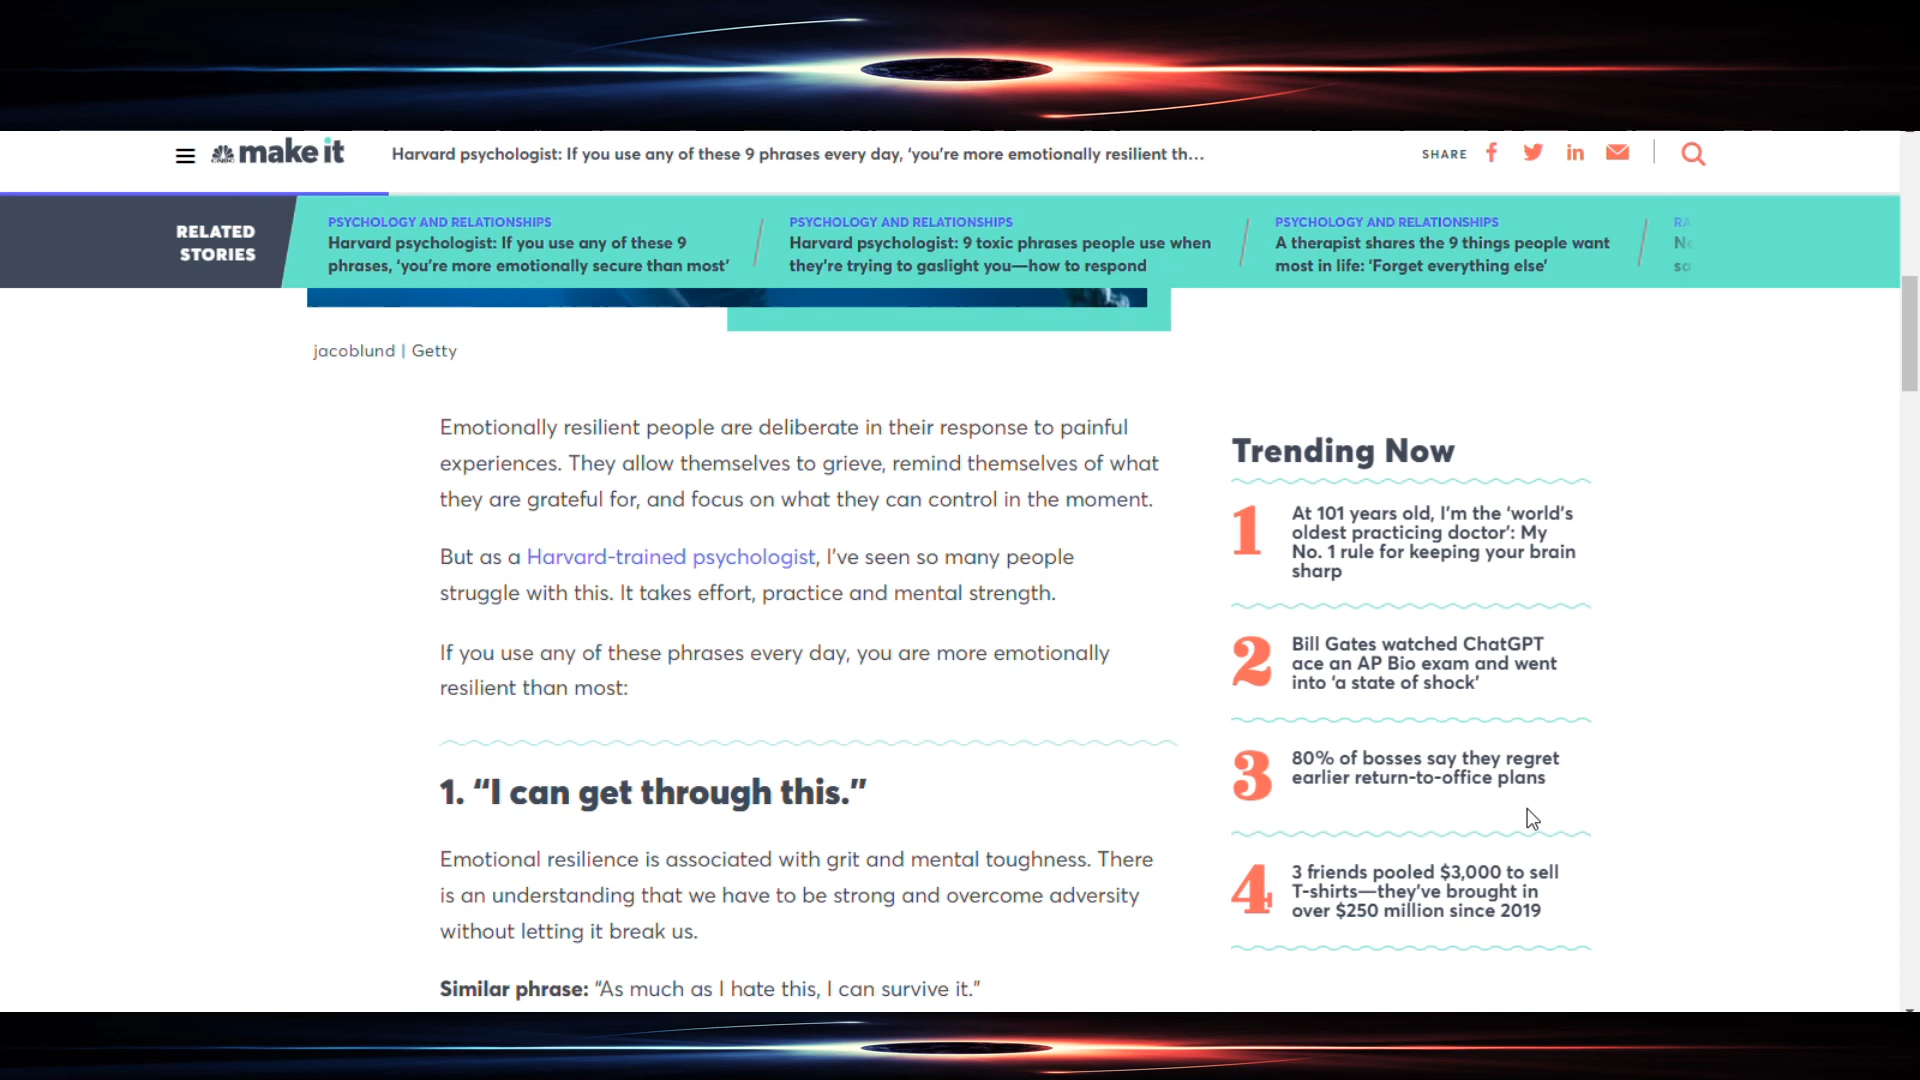 make it
Harvard psychologist: If you use any of these 9 phrases every day, ‘you’re more emotionally resilient th...
SHARE
RELATED
STORIES
PSYCHOLOGY AND RELATIONSHIPS
Harvard psychologist: If you use any of these 9
phrases, ‘you’re more emotionally secure than most’
PSYCHOLOGY AND RELATIONSHIPS
Harvard psychologist: 9 toxic phrases people use when
they’re trying to gaslight you—how to respond
PSYCHOLOGY AND RELATIONSHIPS
A therapist shares the 9 things people want
most in life: ‘Forget everything else’
jacoblund | Getty
Emotionally resilient people are deliberate in their response to painful
experiences. They allow themselves to grieve, remind themselves of what
they are grateful for, and focus on what they can control in the moment.
But as a Harvard-trained psychologist, I’ve seen so many people
struggle with this. It takes effort, practice and mental strength.
If you use any of these phrases every day, you are more emotionally
resilient than most:
1. “I can get through this.”
Emotional resilience is associated with grit and mental toughness. There
is an understanding that we have to be strong and overcome adversity
without letting it break us.
Similar phrase: “As much as I hate this, I can survive it.”
Trending Now
1
At 101 years old, I’m the ‘world’s
oldest practicing doctor’: My
No. 1 rule for keeping your brain
sharp
2
Bill Gates watched ChatGPT
ace an AP Bio exam and went
into ‘a state of shock’
3
80% of bosses say they regret
earlier return-to-office plans
4
3 friends pooled $3,000 to sell
T-shirts—they’ve brought in
over $250 million since 2019